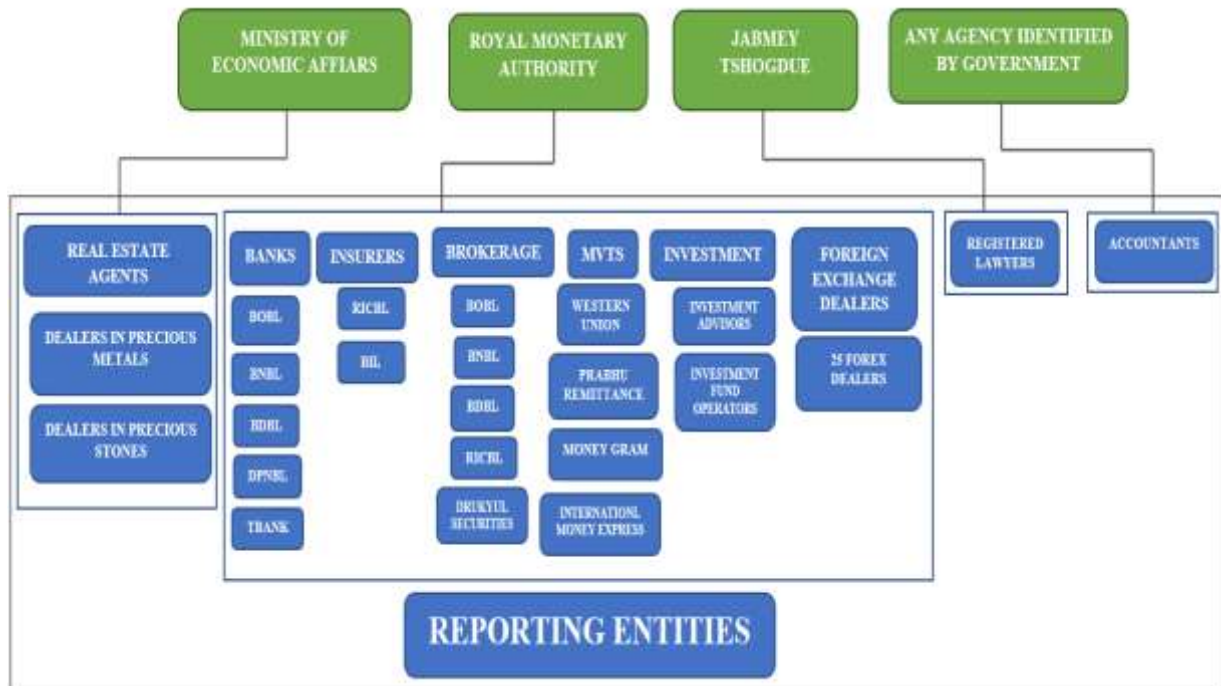 MINISTRY OF
ECONOMIC AFFIARS
ROYAL MONETARY
AUTHORITY
JABMEY
TSHOGDUE
ANY AGENCY IDENTIFIED
BY GOVERNMENT
REAL ESTATE
AGENTS
DEALERS IN PRECIOUS
METALS
DEALERS IN PRECIOUS
STONES
BANKS
BOBL
BNBL
BDBL
DPNBL
TBANK
INSURERS
RICBL
BIL
BROKERAGE
BOBL
BNBL
BDBL
RICBL
DRUKYUL
SECURITIES
MVTS
WESTERN
UNION
PRABHU
REMITTANCE
MONEY GRAM
INTERNATIONL
MONEY EXPRESS
INVESTMENT
INVESTMENT
ADVISORS
INVESTMENT
FUND
OPERATORS
FOREIGN
EXCHANGE
DEALERS
25 FOREX
DEALERS
REGISTERED
LAWYERS
ACCOUNTANTS
REPORTING ENTITIES